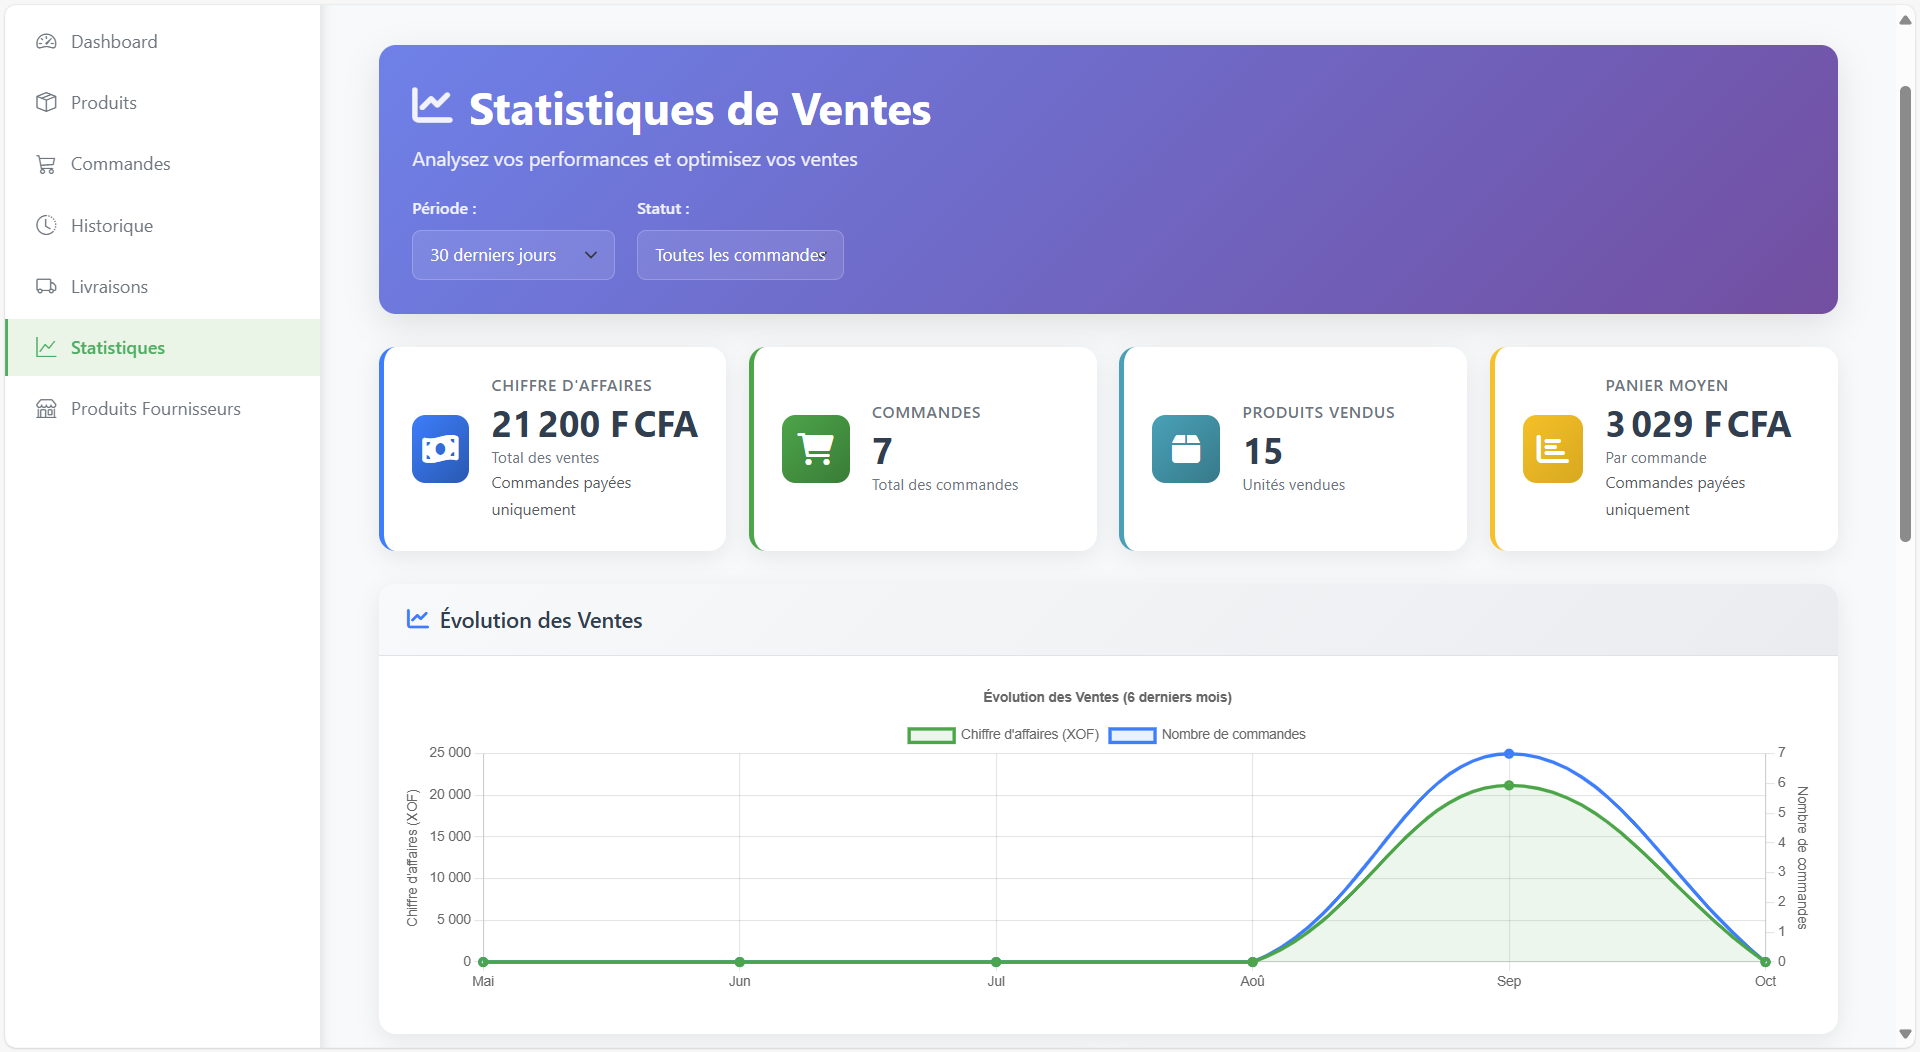 Dashboard
Produits
Commandes
Historique
Livraisons
Statistiques
Produits Fournisseurs
Statistiques de Ventes
Analysez vos performances et optimisez vos ventes
Période :
Statut :
30 derniers jours
Toutes les commandes
CHIFFRE D'AFFAIRES
21 200 F CFA
Total des ventes
Commandes payées
uniquement
COMMANDES
7
Total des commandes
PRODUITS VENDUS
15
Unités vendues
PANIER MOYEN
3 029 F CFA
Par commande
Commandes payées
uniquement
Évolution des Ventes
Évolution des Ventes (6 derniers mois)
Chiffre d'affaires (XOF)
Nombre de commandes
Chiffre d'affaires (XOF)
25 000
20 000
15 000
10 000
5 000
0
7
6
5
4
3
2
1
0
Nombre de commandes
Mai
Jun
Jul
Aoû
Sep
Oct